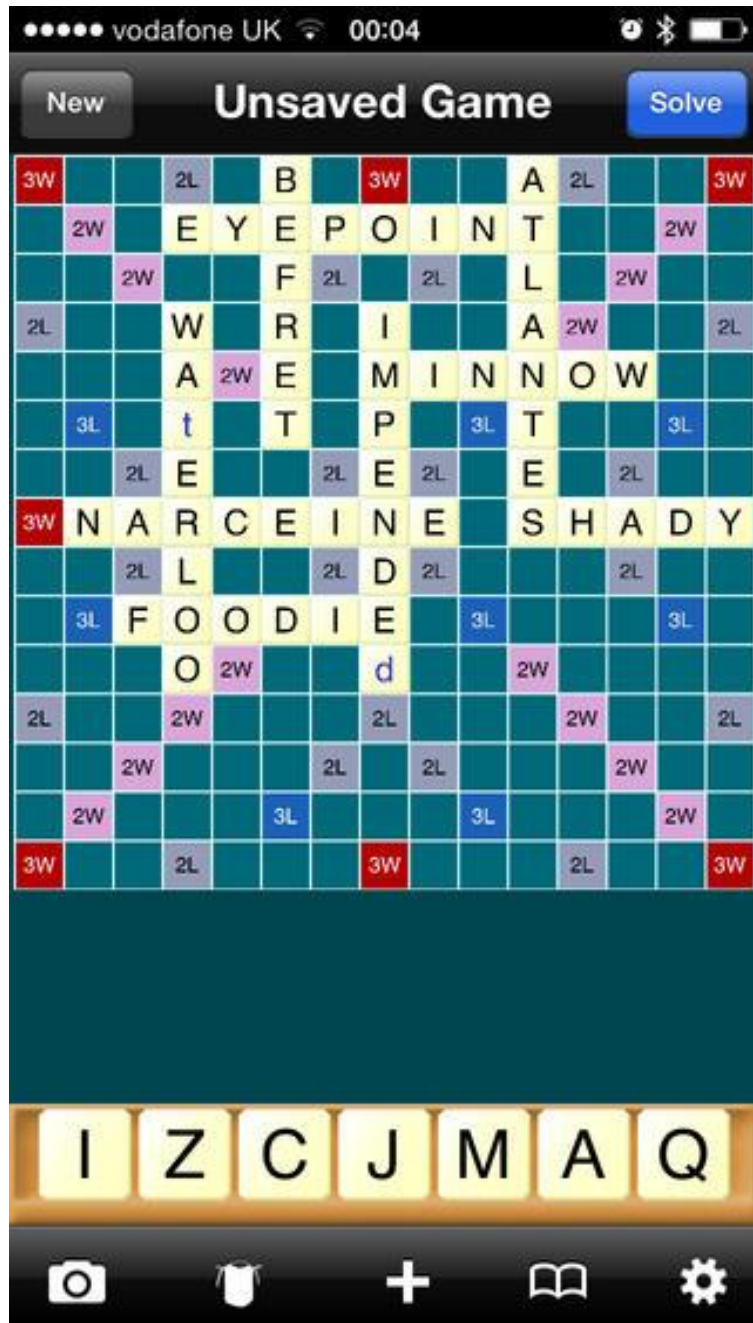 vodafone UK 00:04
New Unsaved Game Solve
3W 2L B 3W A 2L 3W
2W E Y E P O I N T 2W
2W F 2L 2L L 2W
2L W R I A 2W 2L
A 2W E M I N N O W
3L t T P 3L T 3L
2L E 2L E 2L E 2L
3W N A R C E I N E S H A D Y
2L L 2L D 2L 2L
3L F O O D I E 3L 3L
O 2W d 2W
2L 2W 2L 2W 2L
2W 2L 2L 2W
2W 3L 3L 2W
3W 2L 3W 2L 3W
I Z C J M A Q